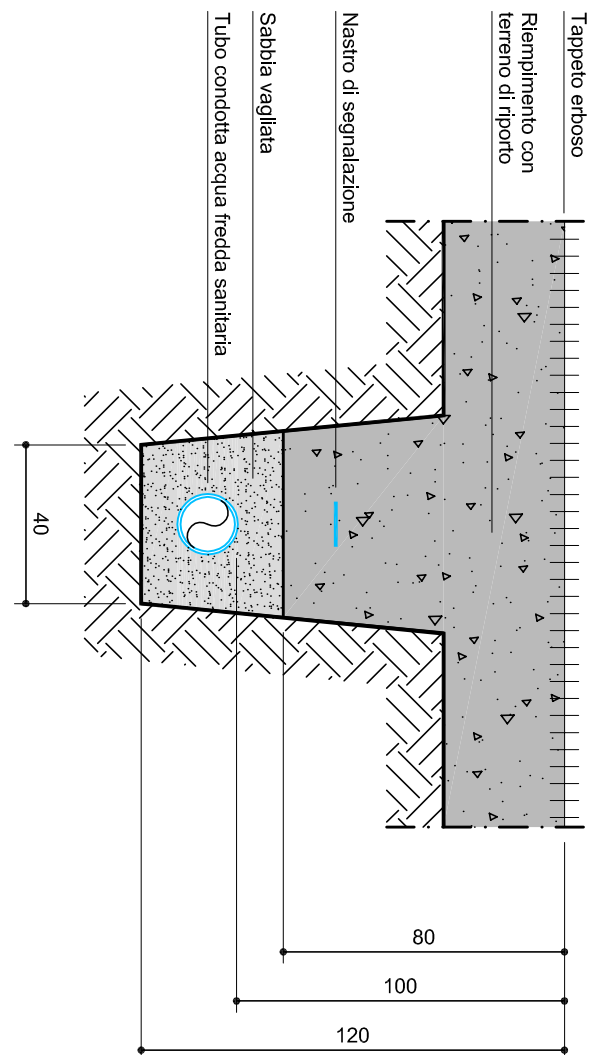 Tappeto erboso
Riempimento con
terreno di riporto
Nastro di segnalazione
Sabbia vagliata
Tubo condotta acqua fredda sanitaria
40
80
100
120